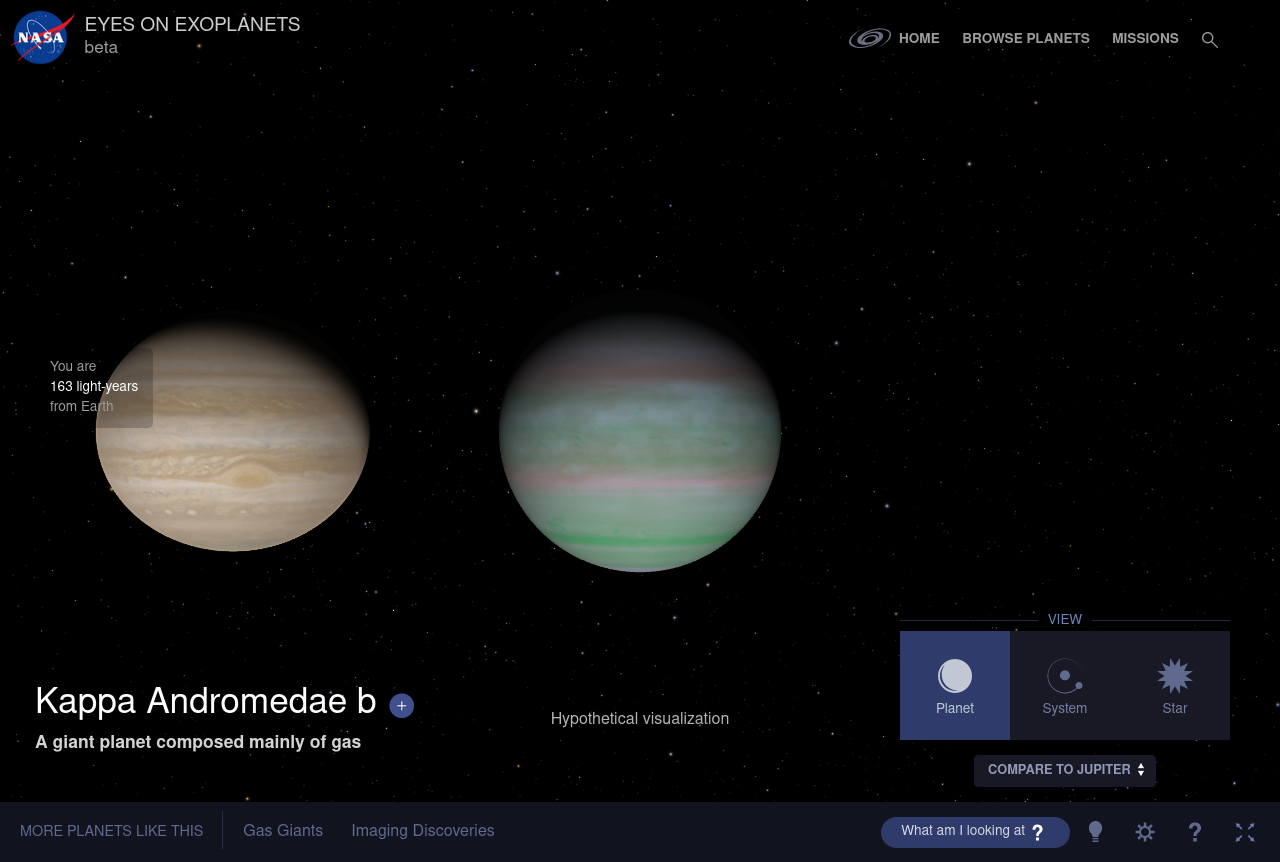 NASA
EYES ON EXOPLANETS
beta
HOME
BROWSE PLANETS
MISSIONS
You are
163 light-years
from Earth
Kappa Andromedae b +
A giant planet composed mainly of gas
Hypothetical visualization
VIEW
Planet
System
Star
COMPARE TO JUPITER
MORE PLANETS LIKE THIS
Gas Giants
Imaging Discoveries
What am I looking at ?
?